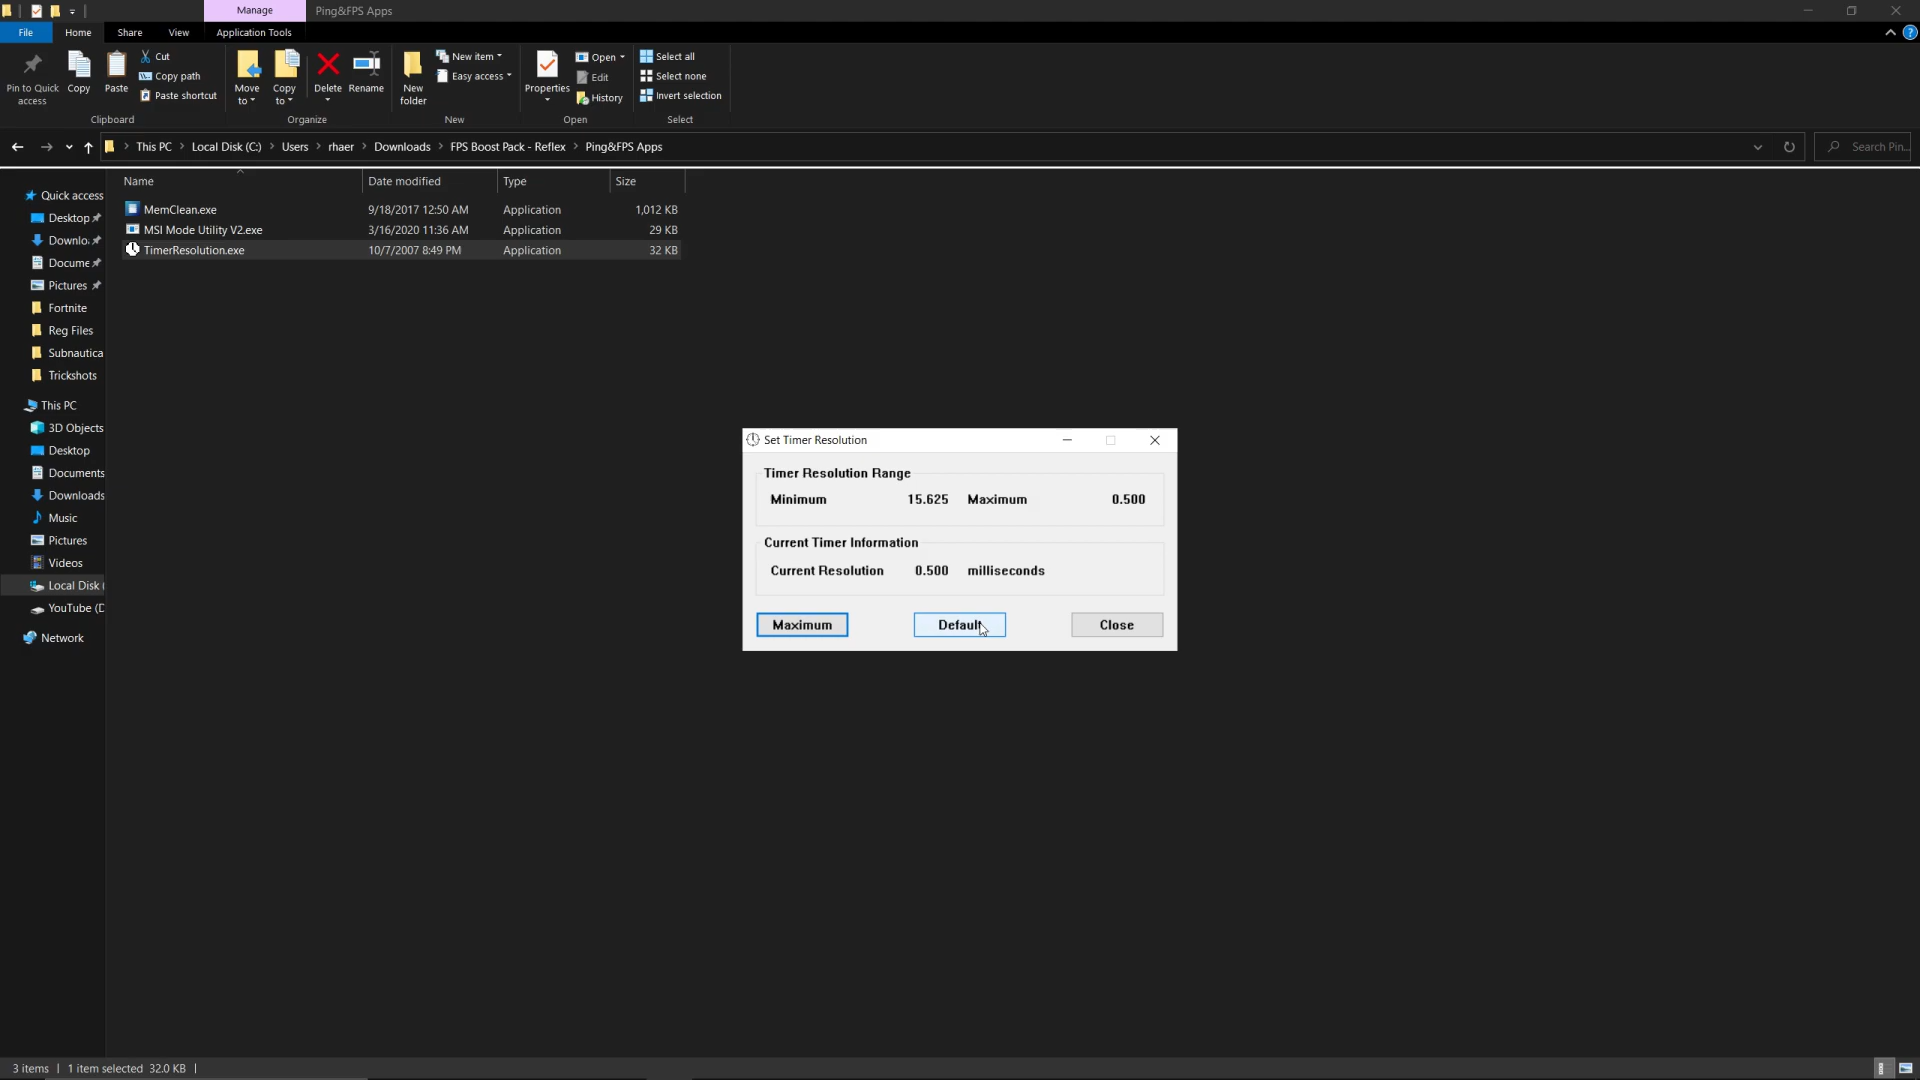 Manage
Ping&FPS Apps
File Home Share View Application Tools
Pin to Quick access
Copy
Paste
Cut
Copy path
Paste shortcut
Clipboard
Move to
Copy to
Delete
Rename
Organize
New folder
New item
Easy access
New
Properties
Open
Edit
History
Open
Select all
Select none
Invert selection
Select
This PC > Local Disk (C:) > Users > rhaer > Downloads > FPS Boost Pack - Reflex > Ping&FPS Apps
Search Pin...
Name Date modified Type Size
MemClean.exe 9/18/2017 12:50 AM Application 1,012 KB
MSI Mode Utility V2.exe 3/16/2020 11:36 AM Application 29 KB
TimerResolution.exe 10/7/2007 8:49 PM Application 32 KB
Quick access
Desktop
Downlo
Docume
Pictures
Fortnite
Reg Files
Subnautica
Trickshots
This PC
3D Objects
Desktop
Documents
Downloads
Music
Pictures
Videos
Local Disk (
YouTube (D
Network
Set Timer Resolution
Timer Resolution Range
Minimum 15.625 Maximum 0.500
Current Timer Information
Current Resolution 0.500 milliseconds
Maximum Default Close
3 items 1 item selected 32.0 KB